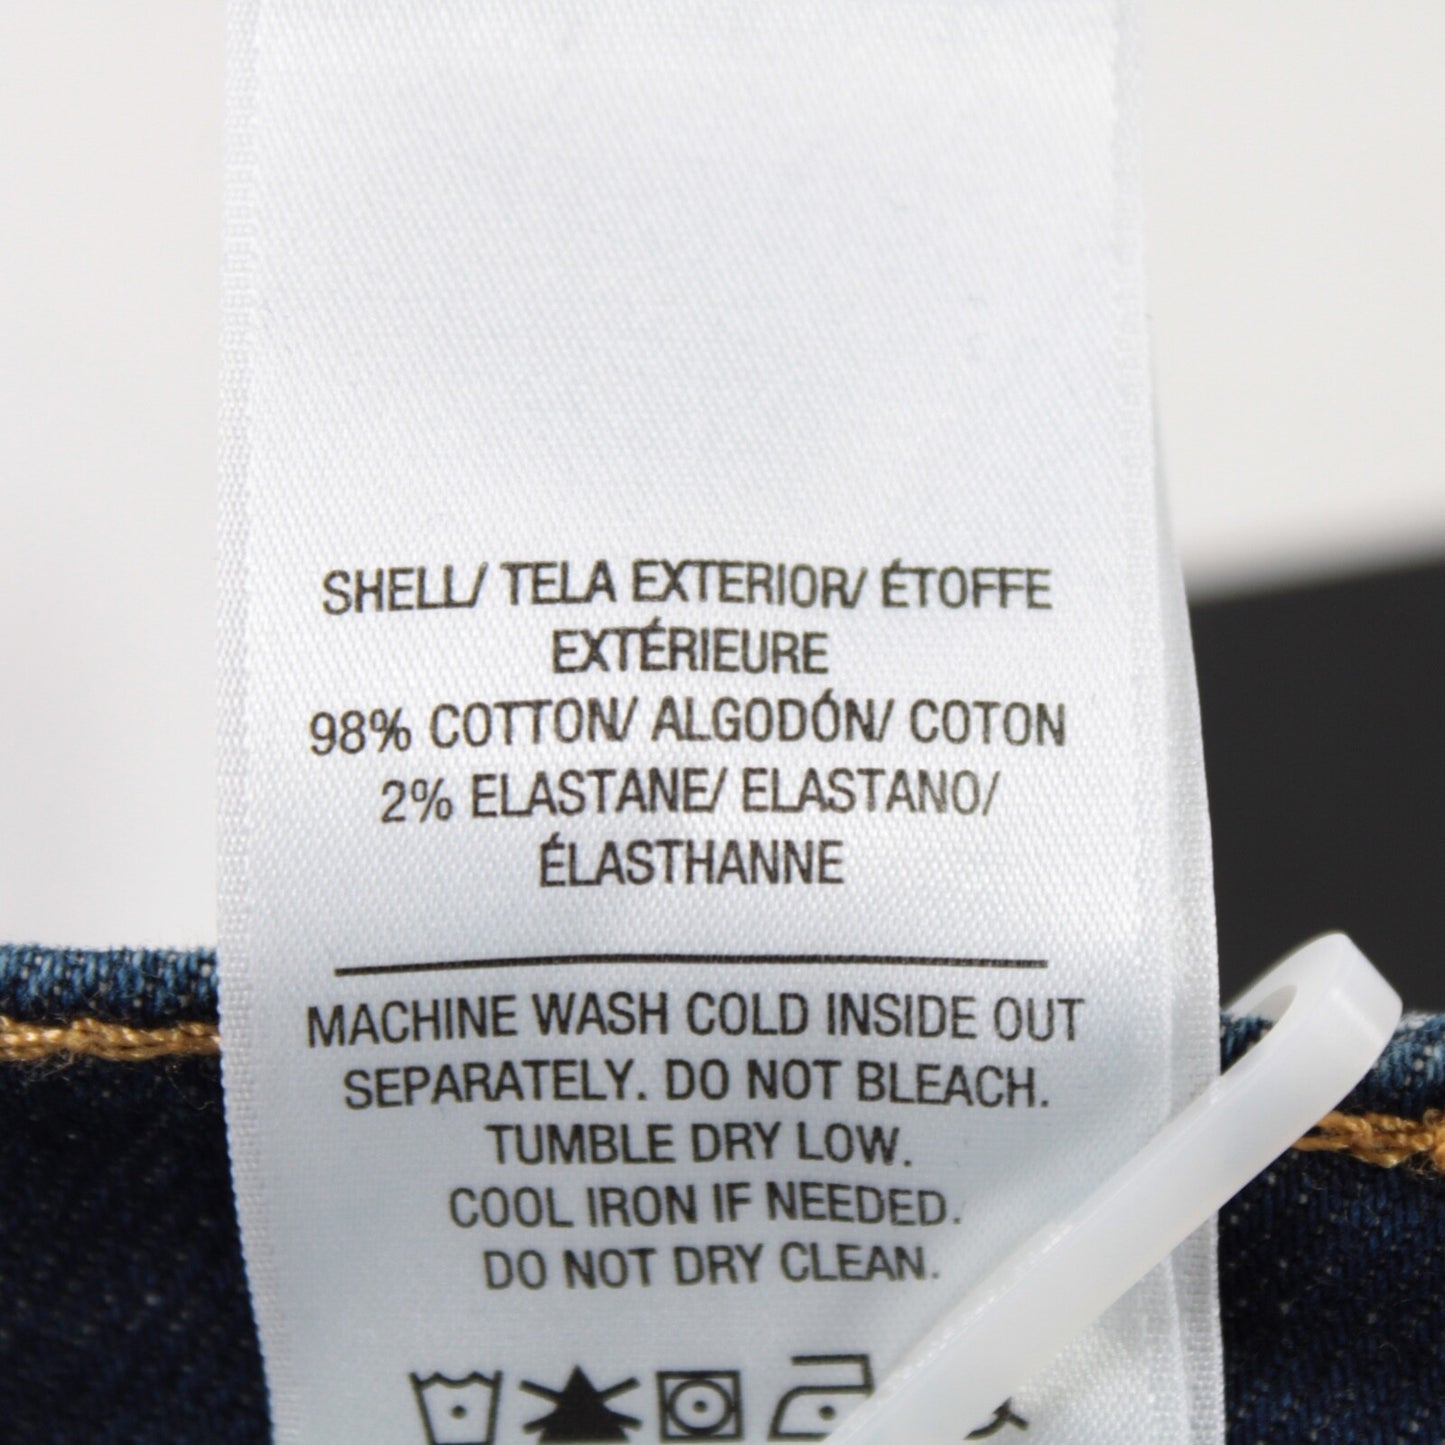 SHELL/ TELA EXTERIOR/ ÉTOFFE
EXTÉRIEURE
98% COTTON/ ALGODÓN/ COTON
2% ELASTANE/ ELASTANO/
ÉLASTHANNE
MACHINE WASH COLD INSIDE OUT
SEPARATELY. DO NOT BLEACH.
TUMBLE DRY LOW.
COOL IRON IF NEEDED.
DO NOT DRY CLEAN.